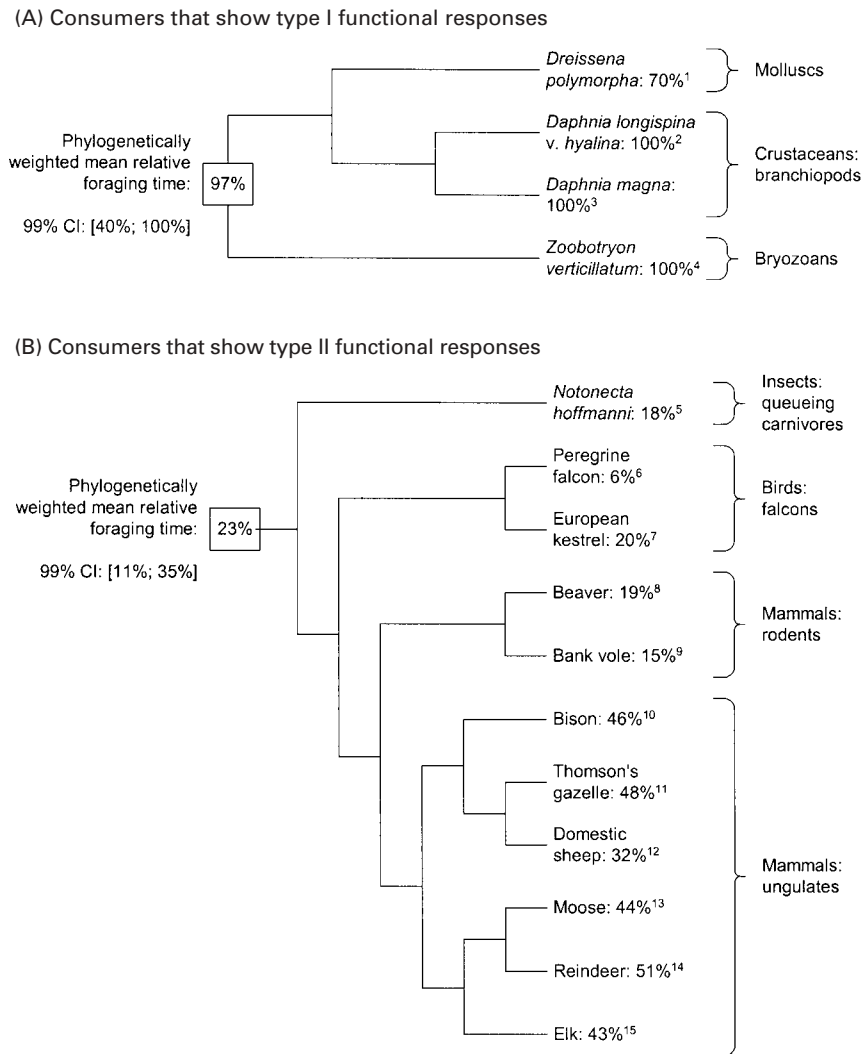 (A) Consumers that show type I functional responses
Dreissena
polymorpha: 70%¹
Molluscs
Phylogenetically
weighted mean relative
foraging time:
97%
99% CI: [40%; 100%]
Daphnia longispina
v. hyalina: 100%²
Daphnia magna:
100%³
Crustaceans:
branchiopods
Zoobotryon
verticillatum: 100%⁴
Bryozoans
(B) Consumers that show type II functional responses
Notonecta
hoffmanni: 18%⁵
Insects:
queueing
carnivores
Phylogenetically
weighted mean relative
foraging time:
23%
99% CI: [11%; 35%]
Peregrine
falcon: 6%⁶
European
kestrel: 20%⁷
Birds:
falcons
Beaver: 19%⁸
Bank vole: 15%⁹
Mammals:
rodents
Bison: 46%¹⁰
Thomson's
gazelle: 48%¹¹
Domestic
sheep: 32%¹²
Moose: 44%¹³
Reindeer: 51%¹⁴
Elk: 43%¹⁵
Mammals:
ungulates